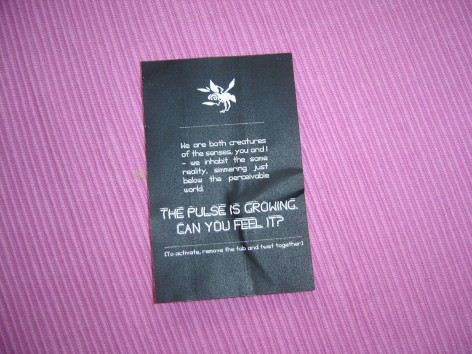 We are both creatures
of the senses, you and I
- we inhabit the same
reality, simmering just
below the perceivable
world.
THE PULSE IS GROWING.
CAN YOU FEEL IT?
(To activate, remove the tab and twist together)